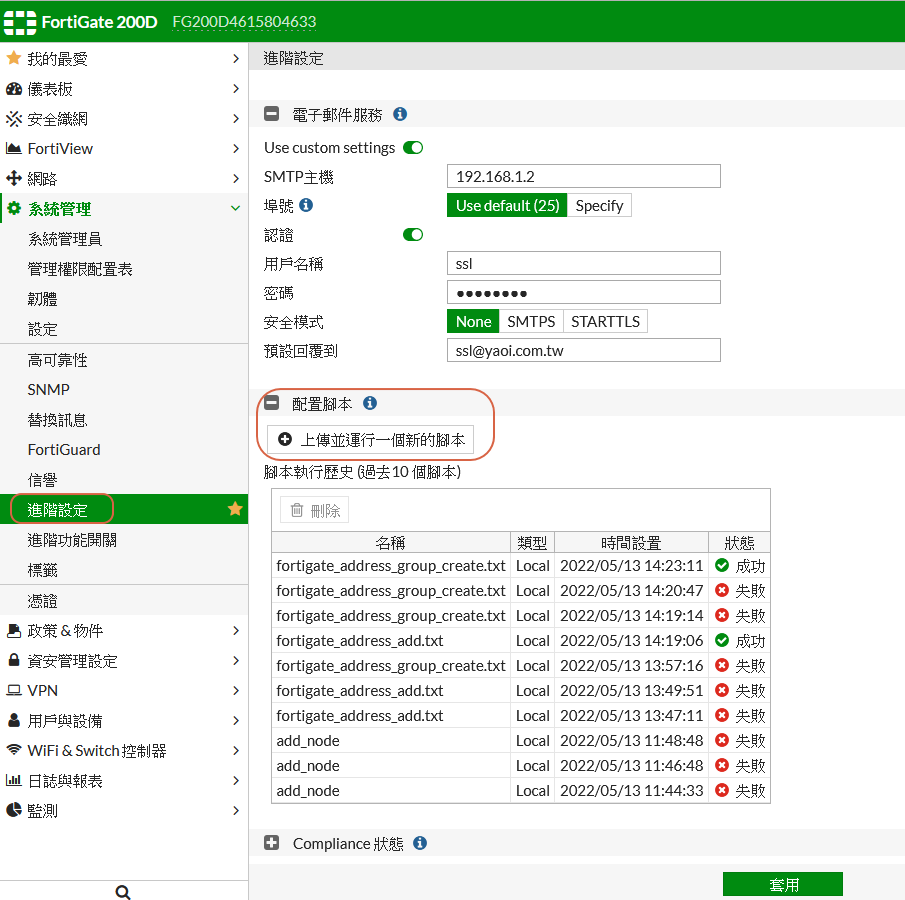 FortiGate 200D FG200D4615804633
我的最愛
儀表板
安全織網
FortiView
網路
系統管理
系統管理員
管理權限配置表
韌體
設定
高可靠性
SNMP
替換訊息
FortiGuard
信譽
進階設定
進階功能開關
標籤
憑證
政策 & 物件
資安管理設定
VPN
用戶與設備
WiFi & Switch 控制器
日誌與報表
監測
進階設定
電子郵件服務
Use custom settings
SMTP主機 192.168.1.2
埠號 Use default (25) Specify
認證
用戶名稱 ssl
密碼 ●●●●●●●●
安全模式 None SMTPS STARTTLS
預設回覆到 ssl@yaoi.com.tw
配置腳本
上傳並運行一個新的腳本
腳本執行歷史 (過去10 個腳本)
刪除
名稱 類型 時間設置 狀態
fortigate_address_group_create.txt Local 2022/05/13 14:23:11 成功
fortigate_address_group_create.txt Local 2022/05/13 14:20:47 失敗
fortigate_address_group_create.txt Local 2022/05/13 14:19:14 失敗
fortigate_address_add.txt Local 2022/05/13 14:19:06 成功
fortigate_address_group_create.txt Local 2022/05/13 13:57:16 失敗
fortigate_address_add.txt Local 2022/05/13 13:49:51 失敗
fortigate_address_add.txt Local 2022/05/13 13:47:11 失敗
add_node Local 2022/05/13 11:48:48 失敗
add_node Local 2022/05/13 11:46:48 失敗
add_node Local 2022/05/13 11:44:33 失敗
Compliance 狀態
套用